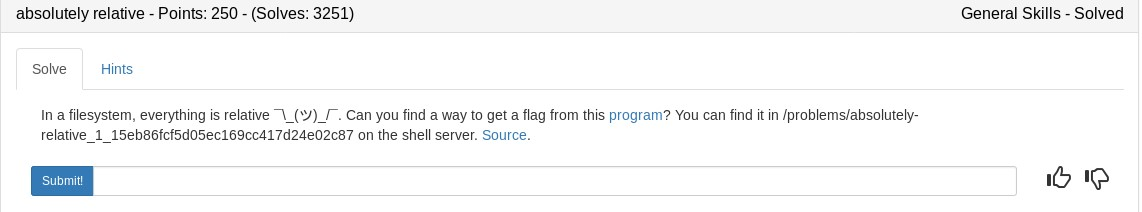 absolutely relative - Points: 250 - (Solves: 3251) General Skills - Solved
Solve Hints
In a filesystem, everything is relative ¯\_(ツ)_/¯. Can you find a way to get a flag from this program? You can find it in /problems/absolutely-
relative_1_15eb86fcf5d05ec169cc417d24e02c87 on the shell server. Source.
Submit!